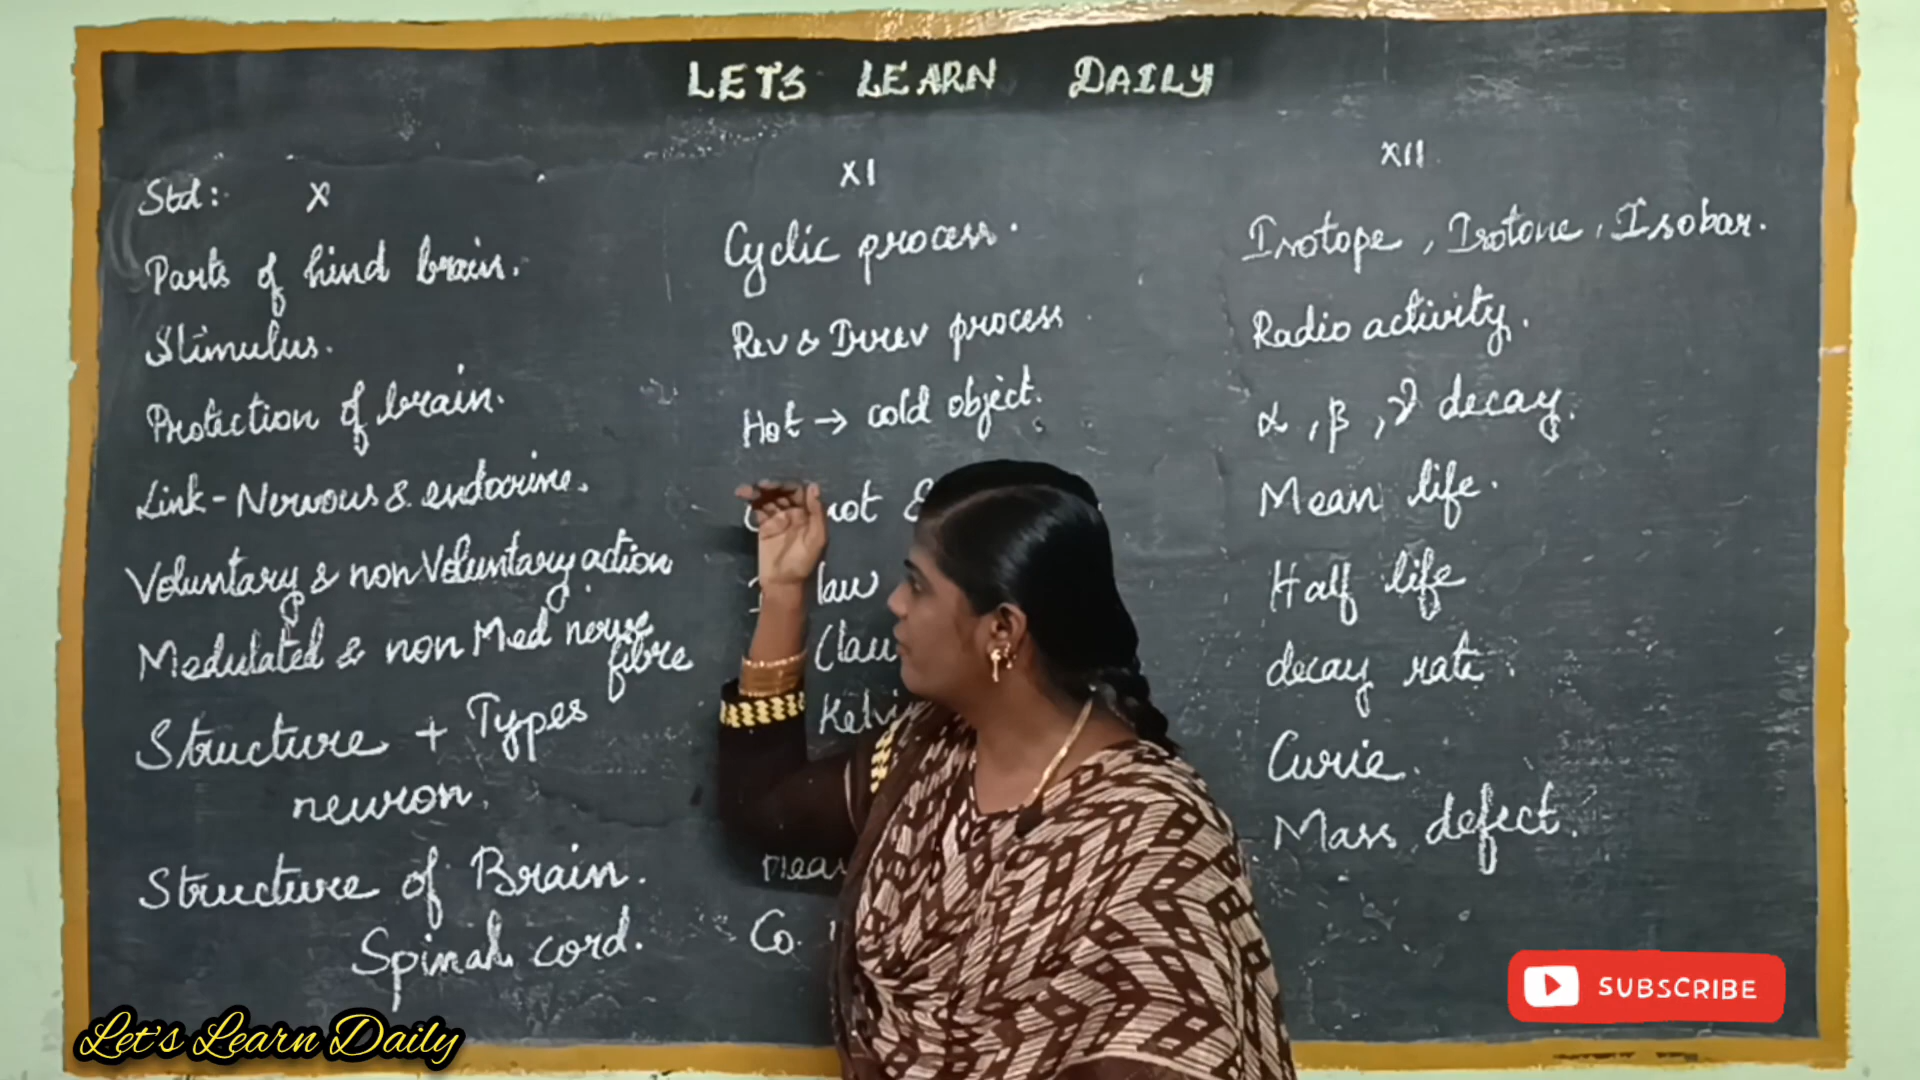 LETS LEARN DAILY
Std: X
Parts of hind brain.
Stimulus.
Protection of brain.
Link - Nervous & endocrine.
Voluntary & non Voluntary action
Medulated & non Med nerve
fibre
Structure + Types
neuron.
Structure of Brain.
Spinal cord.
XI
Cyclic process.
Rev & Irrev process
Hot → cold object.
law
Co.
XII
Isotope, Isotone, Isobar.
Radio activity.
α, β, γ decay.
Mean life.
Half life
decay rate.
Curie.
Mass defect.
SUBSCRIBE
Let's Learn Daily